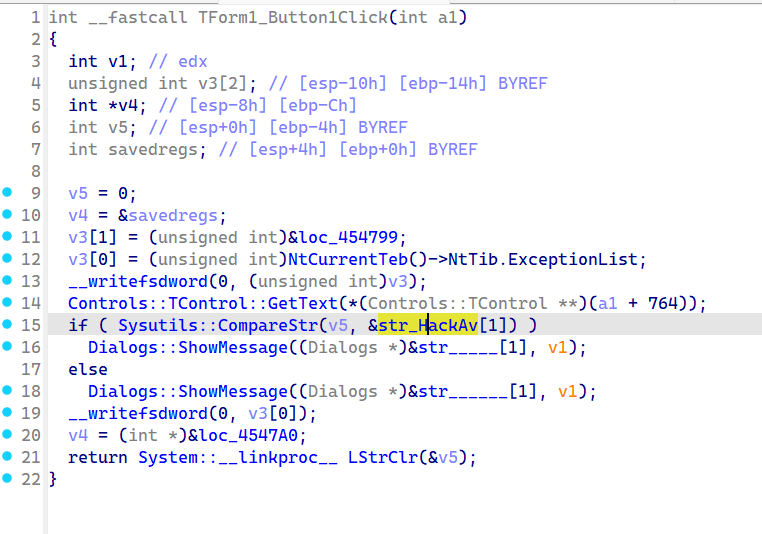 1 int __fastcall TForm1_Button1Click(int a1)
2 {
3 int v1; // edx
4 unsigned int v3[2]; // [esp-10h] [ebp-14h] BYREF
5 int *v4; // [esp-8h] [ebp-Ch]
6 int v5; // [esp+0h] [ebp-4h] BYREF
7 int savedregs; // [esp+4h] [ebp+0h] BYREF
8
9 v5 = 0;
10 v4 = &savedregs;
11 v3[1] = (unsigned int)&loc_454799;
12 v3[0] = (unsigned int)NtCurrentTeb()->NtTib.ExceptionList;
13 __writefsdword(0, (unsigned int)v3);
14 Controls::TControl::GetText(*(Controls::TControl **)(a1 + 764));
15 if ( Sysutils::CompareStr(v5, &str_HackAv[1]) )
16 Dialogs::ShowMessage((Dialogs *)&str_____[1], v1);
17 else
18 Dialogs::ShowMessage((Dialogs *)&str______[1], v1);
19 __writefsdword(0, v3[0]);
20 v4 = (int *)&loc_4547A0;
21 return System::__linkproc__ LStrClr(&v5);
22 }